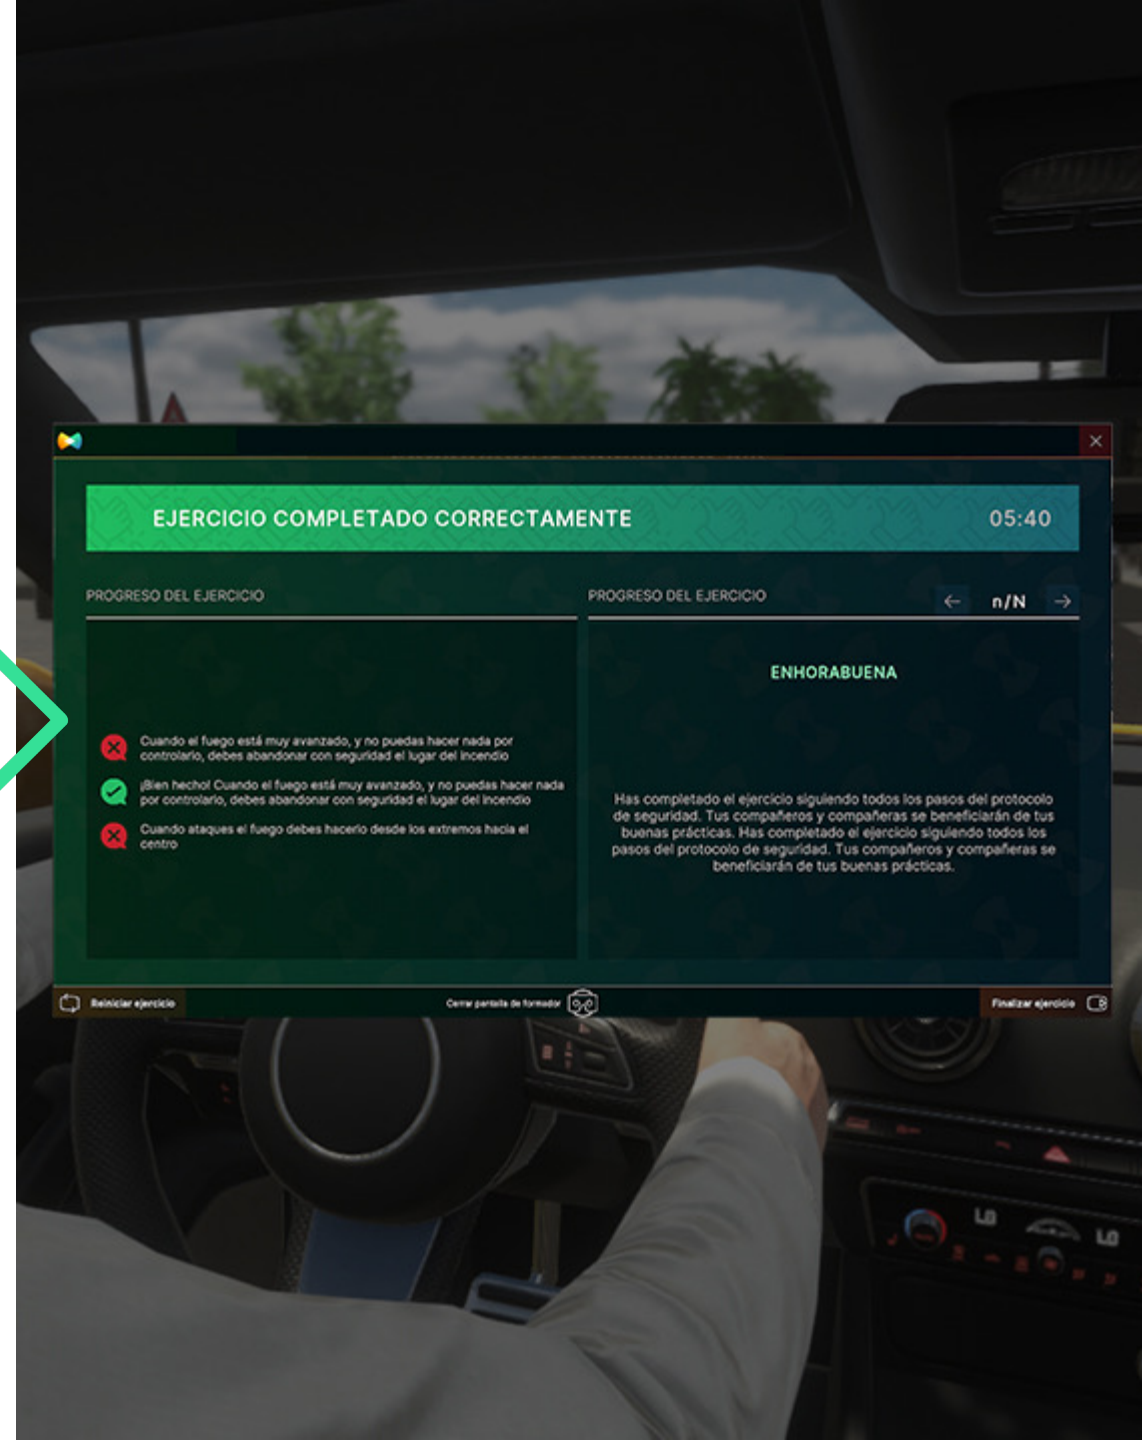 EJERCICIO COMPLETADO CORRECTAMENTE
05:40
PROGRESO DEL EJERCICIO
Cuando el fuego está muy avanzado, y no puedas hacer nada por
controlarlo, debes abandonar con seguridad el lugar del incendio
¡Bien hecho! Cuando el fuego está muy avanzado, y no puedas hacer nada
por controlarlo, debes abandonar con seguridad el lugar del incendio
Cuando ataques el fuego debes hacerlo desde los extremos hacia el
centro
PROGRESO DEL EJERCICIO
← n/N →
ENHORABUENA
Has completado el ejercicio siguiendo todos los pasos del protocolo
de seguridad. Tus compañeros y compañeras se beneficiarán de tus
buenas prácticas. Has completado el ejercicio siguiendo todos los
pasos del protocolo de seguridad. Tus compañeros y compañeras se
beneficiarán de tus buenas prácticas.
Reiniciar ejercicio
Cerrar pantalla de formador
Finalizar ejercicio
LO
LO